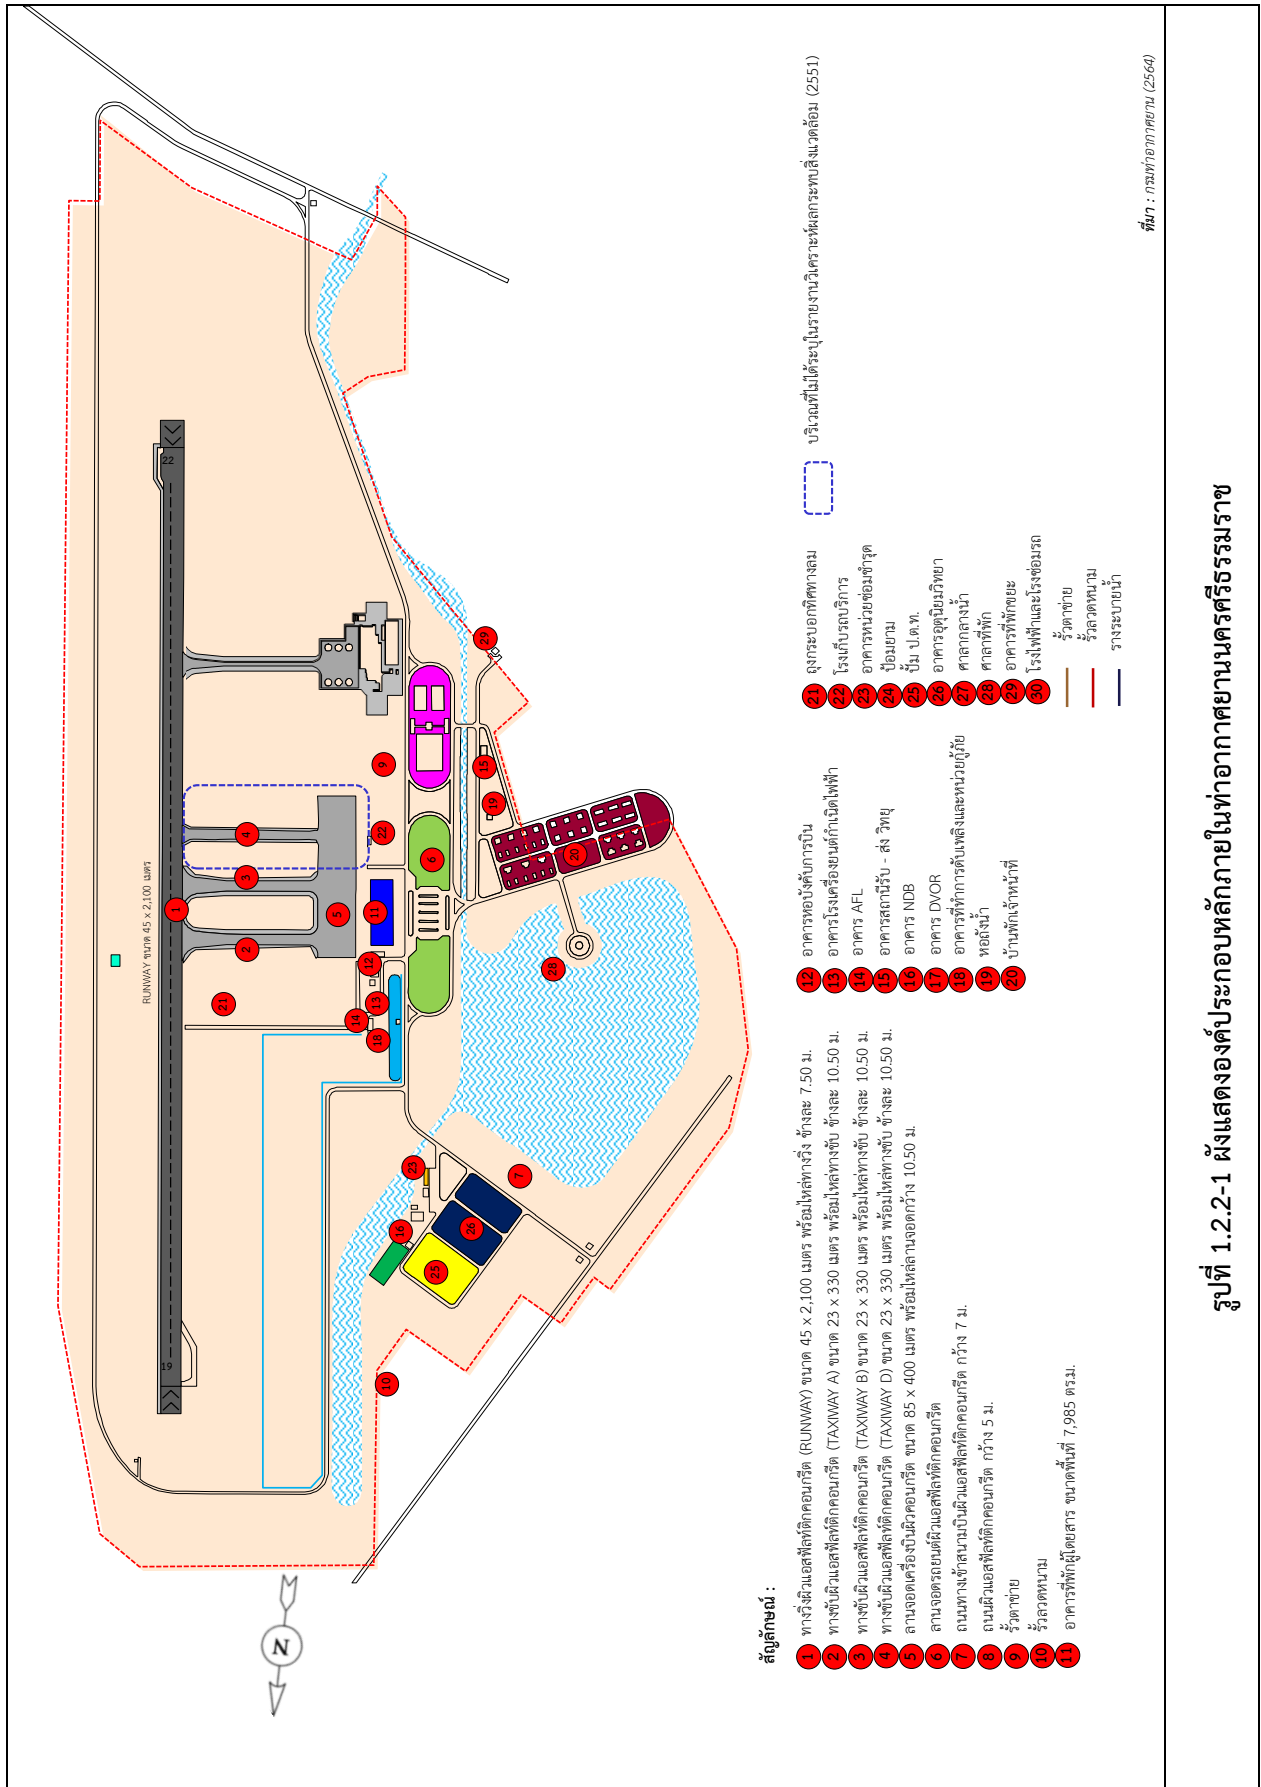 RUNWAY ขนาด 45 x 2,100 เมตร
19
22
1
2
3
4
5
6
7
9
10
11
12
13
14
15
16
18
19
20
21
22
23
25
26
28
29
N
สัญลักษณ์ :
1 ทางวิ่งผิวแอสฟัลท์ติกคอนกรีต (RUNWAY) ขนาด 45 x 2,100 เมตร พร้อมไหล่ทางวิ่ง ข้างละ 7.50 ม.
2 ทางขับผิวแอสฟัลท์ติกคอนกรีต (TAXIWAY A) ขนาด 23 x 330 เมตร พร้อมไหล่ทางขับ ข้างละ 10.50 ม.
3 ทางขับผิวแอสฟัลท์ติกคอนกรีต (TAXIWAY B) ขนาด 23 x 330 เมตร พร้อมไหล่ทางขับ ข้างละ 10.50 ม.
4 ทางขับผิวแอสฟัลท์ติกคอนกรีต (TAXIWAY D) ขนาด 23 x 330 เมตร พร้อมไหล่ทางขับ ข้างละ 10.50 ม.
5 ลานจอดเครื่องบินผิวคอนกรีต ขนาด 85 x 400 เมตร พร้อมไหล่ลานจอดกว้าง 10.50 ม.
6 ลานจอดรถยนต์ผิวแอสฟัลท์ติกคอนกรีต
7 ถนนทางเข้าสนามบินผิวแอสฟัลท์ติกคอนกรีต กว้าง 7 ม.
8 ถนนผิวแอสฟัลท์ติกคอนกรีต กว้าง 5 ม.
9 รั้วตาข่าย
10 รั้วลวดหนาม
11 อาคารที่พักผู้โดยสาร ขนาดพื้นที่ 7,985 ตร.ม.
12 อาคารหอบังคับการบิน
13 อาคารโรงเครื่องยนต์กำเนิดไฟฟ้า
14 อาคาร AFL
15 อาคารสถานีรับ - ส่ง วิทยุ
16 อาคาร NDB
17 อาคาร DVOR
18 อาคารที่ทำการดับเพลิงและหน่วยกู้ภัย
19 หอถังน้ำ
20 บ้านพักเจ้าหน้าที่
21 ถุงกระบอกทิศทางลม
22 โรงเก็บรถบริการ
23 อาคารหน่วยซ่อมชำรุด
24 ป้อมยาม
25 ปั๊ม ป.ต.ท.
26 อาคารอุตุนิยมวิทยา
27 ศาลากลางน้ำ
28 ศาลาที่พัก
29 อาคารที่พักขยะ
30 โรงไฟฟ้าและโรงซ่อมรถ
รั้วตาข่าย
รั้วลวดหนาม
รางระบายน้ำ
บริเวณที่ไม่ได้ระบุในรายงานวิเคราะห์ผลกระทบสิ่งแวดล้อม (2551)
ที่มา : กรมท่าอากาศยาน (2564)
รูปที่ 1.2.2-1 ผังแสดงองค์ประกอบหลักภายในท่าอากาศยานนครศรีธรรมราช